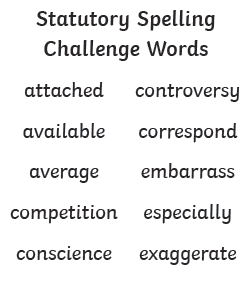 Statutory Spelling
Challenge Words
attached controversy
available correspond
average embarrass
competition especially
conscience exaggerate